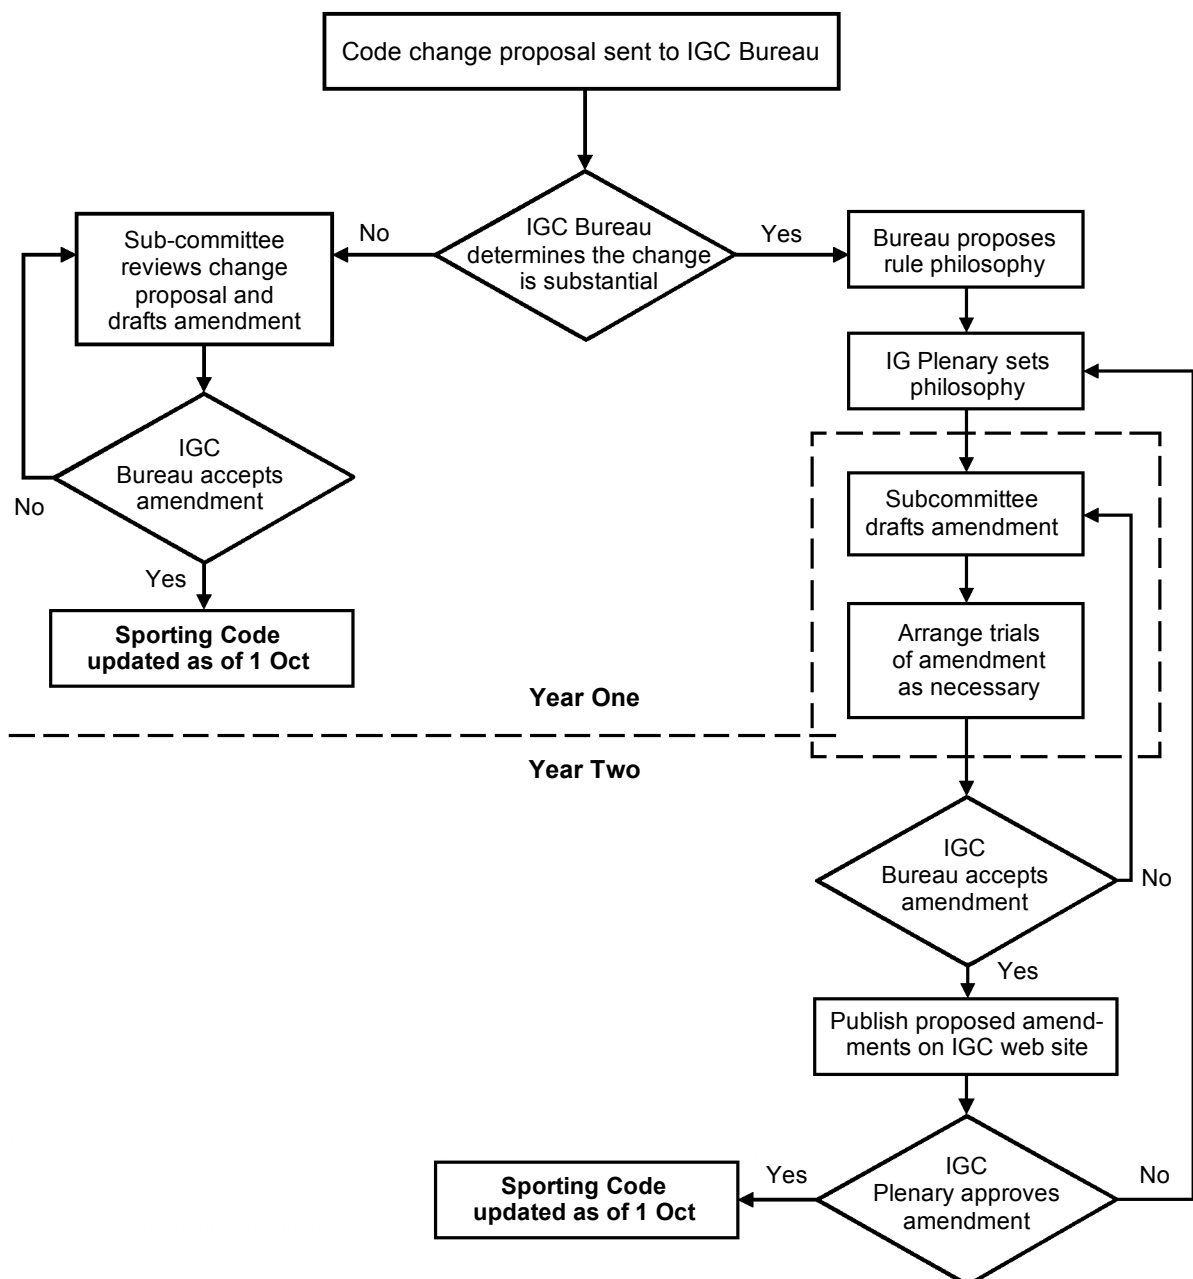 Code change proposal sent to IGC Bureau
IGC Bureau
determines the change
is substantial
No
Yes
Sub-committee
reviews change
proposal and
drafts amendment
Bureau proposes
rule philosophy
IG Plenary sets
philosophy
IGC
Bureau accepts
amendment
No
Yes
Subcommittee
drafts amendment
Sporting Code
updated as of 1 Oct
Arrange trials
of amendment
as necessary
Year One
Year Two
IGC
Bureau accepts
amendment
No
Yes
Publish proposed amend-
ments on IGC web site
IGC
Plenary approves
amendment
Yes
No
Sporting Code
updated as of 1 Oct